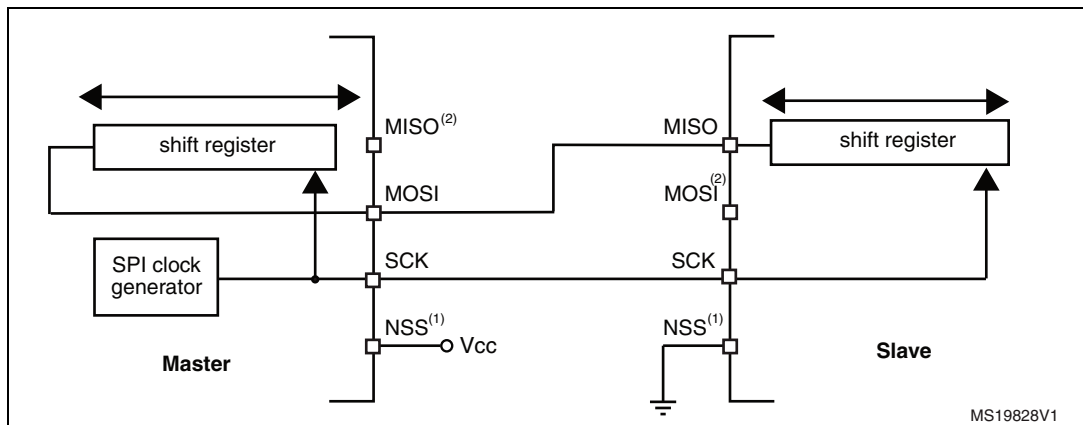 MISO(2)
MISO
shift register
shift register
MOSI(2)
MOSI
SPI clock
generator
SCK
SCK
NSS(1)
NSS(1)
Vcc
Master
Slave
MS19828V1